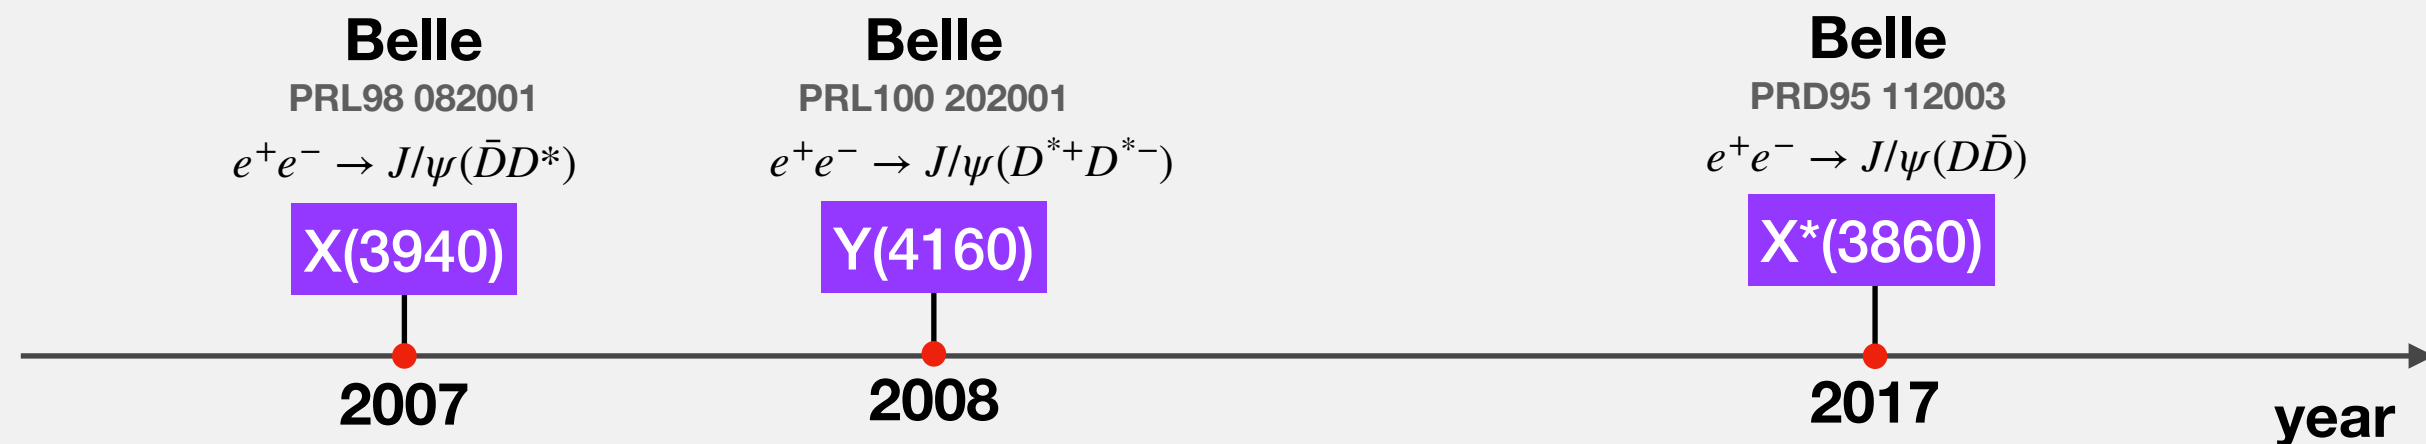 Belle
PRL98 082001
e⁺e⁻ → J/ψ(D̄D*)
X(3940)
2007
Belle
PRL100 202001
e⁺e⁻ → J/ψ(D*⁺D*⁻)
Y(4160)
2008
Belle
PRD95 112003
e⁺e⁻ → J/ψ(DD̄)
X*(3860)
2017
year